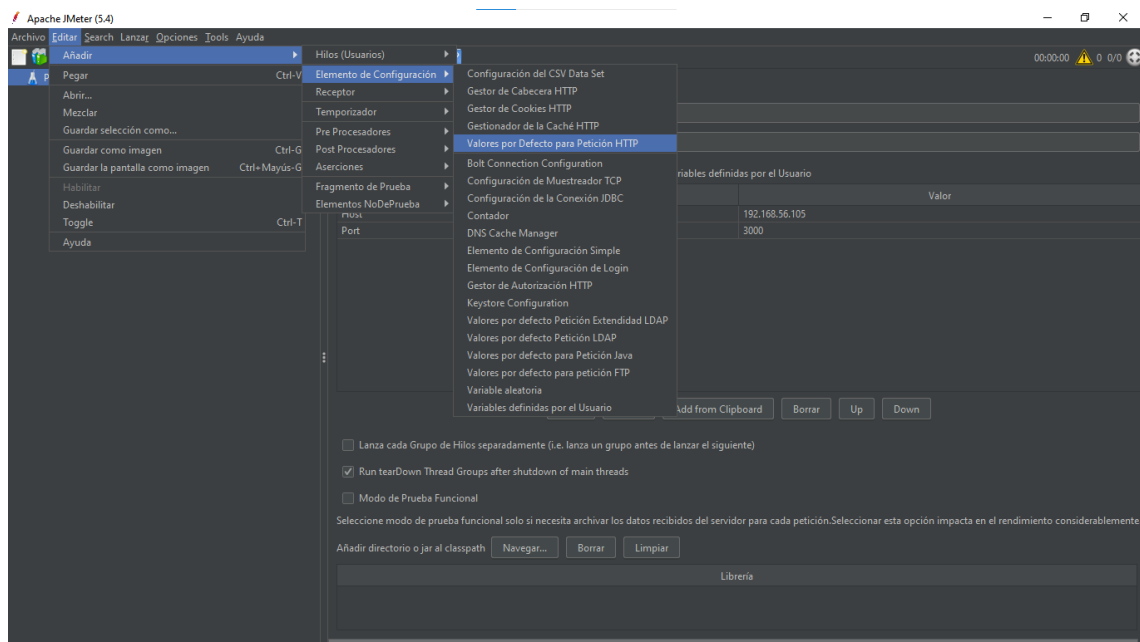 Apache JMeter (5.4)
Archivo Editar Search Lanzar Opciones Tools Ayuda
00:00:00 0 0/0
Añadir
Pegar Ctrl-V
Abrir...
Mezclar
Guardar selección como...
Guardar como imagen Ctrl-G
Guardar la pantalla como imagen Ctrl+Mayús-G
Habilitar
Deshabilitar
Toggle Ctrl-T
Ayuda
Hilos (Usuarios)
Elemento de Configuración
Receptor
Temporizador
Pre Procesadores
Post Procesadores
Aserciones
Fragmento de Prueba
Elementos NoDePrueba
Configuración del CSV Data Set
Gestor de Cabecera HTTP
Gestor de Cookies HTTP
Gestionador de la Caché HTTP
Valores por Defecto para Petición HTTP
Bolt Connection Configuration
Configuración de Muestreador TCP
Configuración de la Conexión JDBC
Contador
DNS Cache Manager
Elemento de Configuración Simple
Elemento de Configuración de Login
Gestor de Autorización HTTP
Keystore Configuration
Valores por defecto Petición Extendidad LDAP
Valores por defecto Petición LDAP
Valores por defecto para Petición Java
Valores por defecto para petición FTP
Variable aleatoria
Variables definidas por el Usuario
riables definidas por el Usuario
Valor
Host 192.168.56.105
Port 3000
Add from Clipboard Borrar Up Down
Lanza cada Grupo de Hilos separadamente (i.e. lanza un grupo antes de lanzar el siguiente)
Run tearDown Thread Groups after shutdown of main threads
Modo de Prueba Funcional
Seleccione modo de prueba funcional solo si necesita archivar los datos recibidos del servidor para cada petición.Seleccionar esta opción impacta en el rendimiento considerablemente
Añadir directorio o jar al classpath Navegar... Borrar Limpiar
Librería